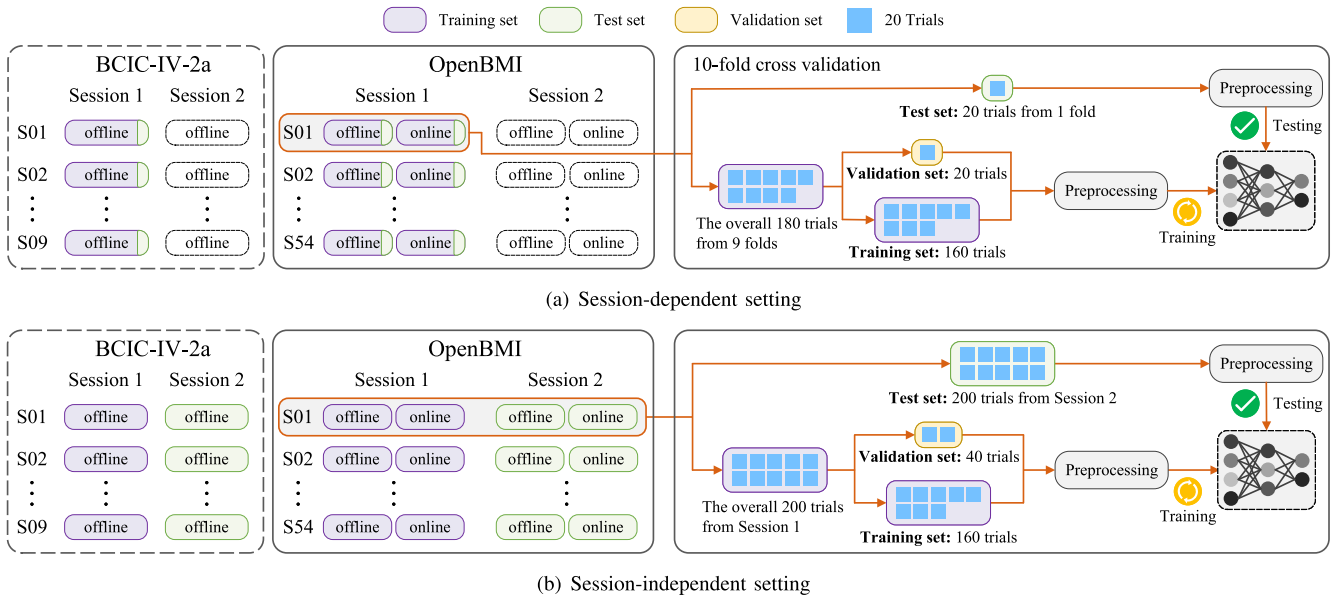 Training set
Test set
Validation set
20 Trials
BCIC-IV-2a
Session 1
Session 2
S01
offline
offline
S02
offline
offline
S09
offline
offline
OpenBMI
Session 1
Session 2
S01
offline
online
offline
online
S02
offline
online
offline
online
S54
offline
online
offline
online
10-fold cross validation
Test set: 20 trials from 1 fold
Preprocessing
Testing
Validation set: 20 trials
The overall 180 trials
from 9 folds
Training set: 160 trials
Preprocessing
Training
(a) Session-dependent setting
BCIC-IV-2a
Session 1
Session 2
S01
offline
offline
S02
offline
offline
S09
offline
offline
OpenBMI
Session 1
Session 2
S01
offline
online
offline
online
S02
offline
online
offline
online
S54
offline
online
offline
online
Test set: 200 trials from Session 2
Preprocessing
Testing
Validation set: 40 trials
The overall 200 trials
from Session 1
Training set: 160 trials
Preprocessing
Training
(b) Session-independent setting